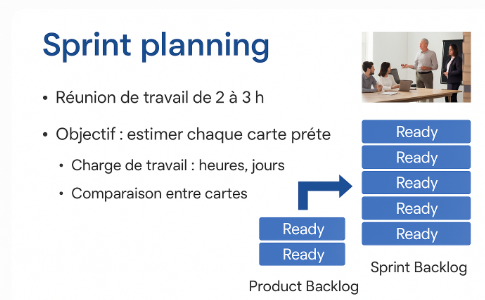 Sprint planning
• Réunion de travail de 2 à 3 h
• Objectif : estimer chaque carte préte
• Charge de travail : heures, jours
• Comparaison entre cartes
Ready
Ready
Product Backlog
Ready
Ready
Ready
Ready
Ready
Sprint Backlog